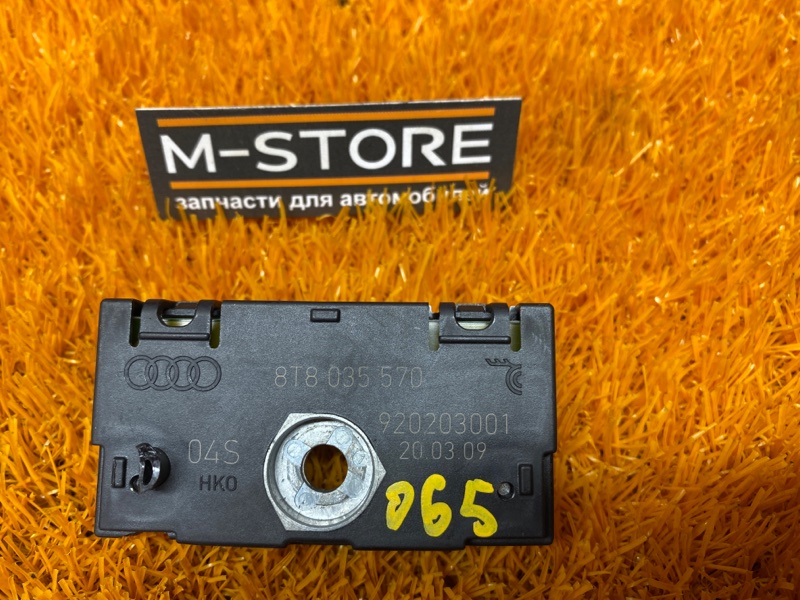 M-STORE
запчасти для автомобилей
8T8 035 570
920203001
04S
20 03 09
HKO
065